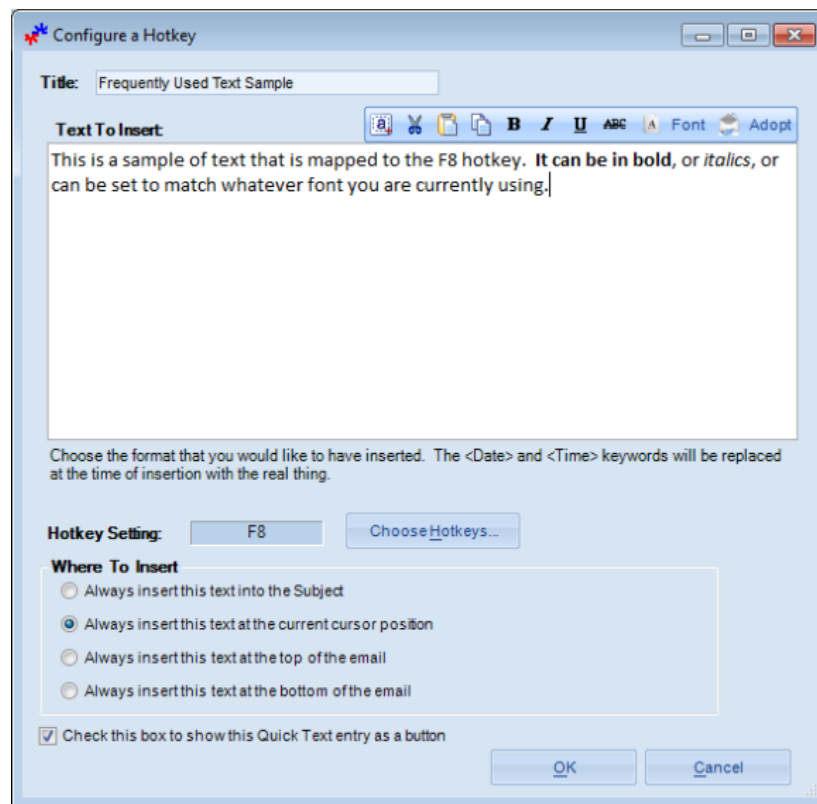 Configure a Hotkey
Title: Frequently Used Text Sample
Text To Insert: a B I U ABC A Font Adopt
This is a sample of text that is mapped to the F8 hotkey.  It can be in bold, or italics, or
can be set to match whatever font you are currently using.
Choose the format that you would like to have inserted.  The <Date> and <Time> keywords will be replaced
at the time of insertion with the real thing.
Hotkey Setting: F8 Choose Hotkeys...
Where To Insert
Always insert this text into the Subject
Always insert this text at the current cursor position
Always insert this text at the top of the email
Always insert this text at the bottom of the email
Check this box to show this Quick Text entry as a button
OK Cancel